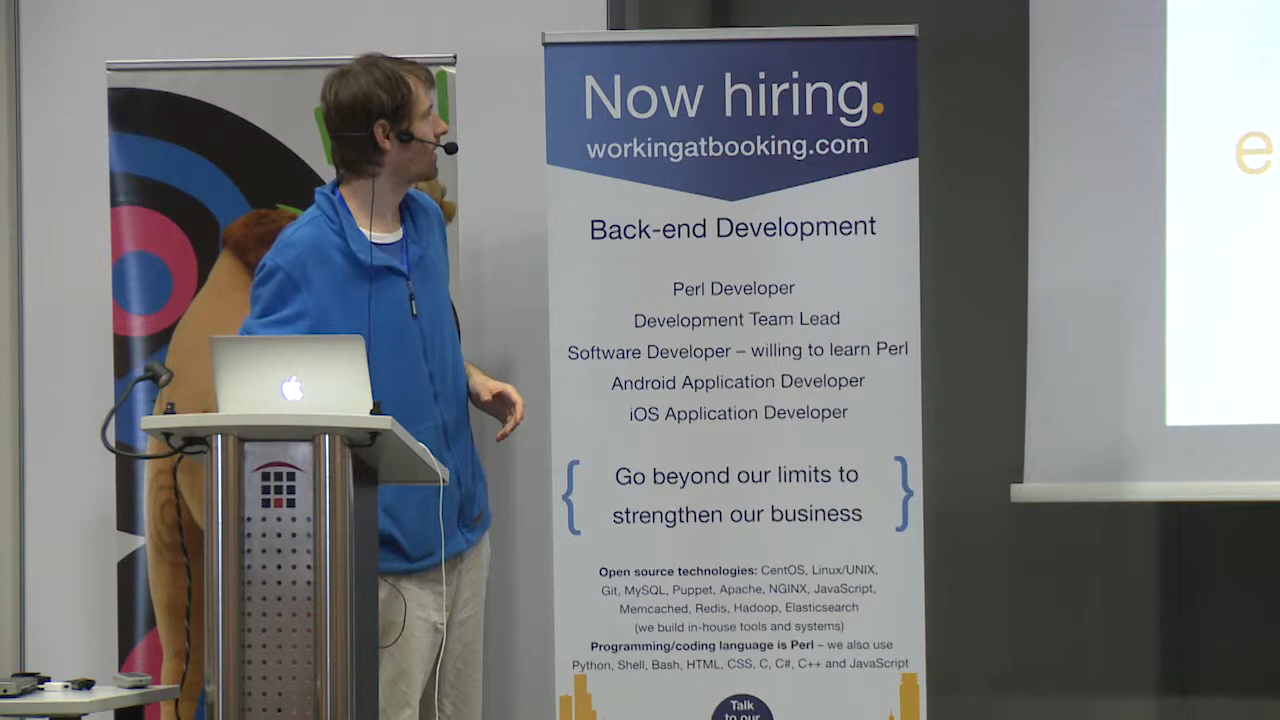 Now hiring.
workingatbooking.com
Back-end Development
Perl Developer
Development Team Lead
Software Developer – willing to learn Perl
Android Application Developer
iOS Application Developer
{ Go beyond our limits to
strengthen our business }
Open source technologies: CentOS, Linux/UNIX,
Git, MySQL, Puppet, Apache, NGINX, JavaScript,
Memcached, Redis, Hadoop, Elasticsearch
(we build in-house tools and systems)
Programming/coding language is Perl – we also use
Python, Shell, Bash, HTML, CSS, C, C#, C++ and JavaScript
Talk
to our
e